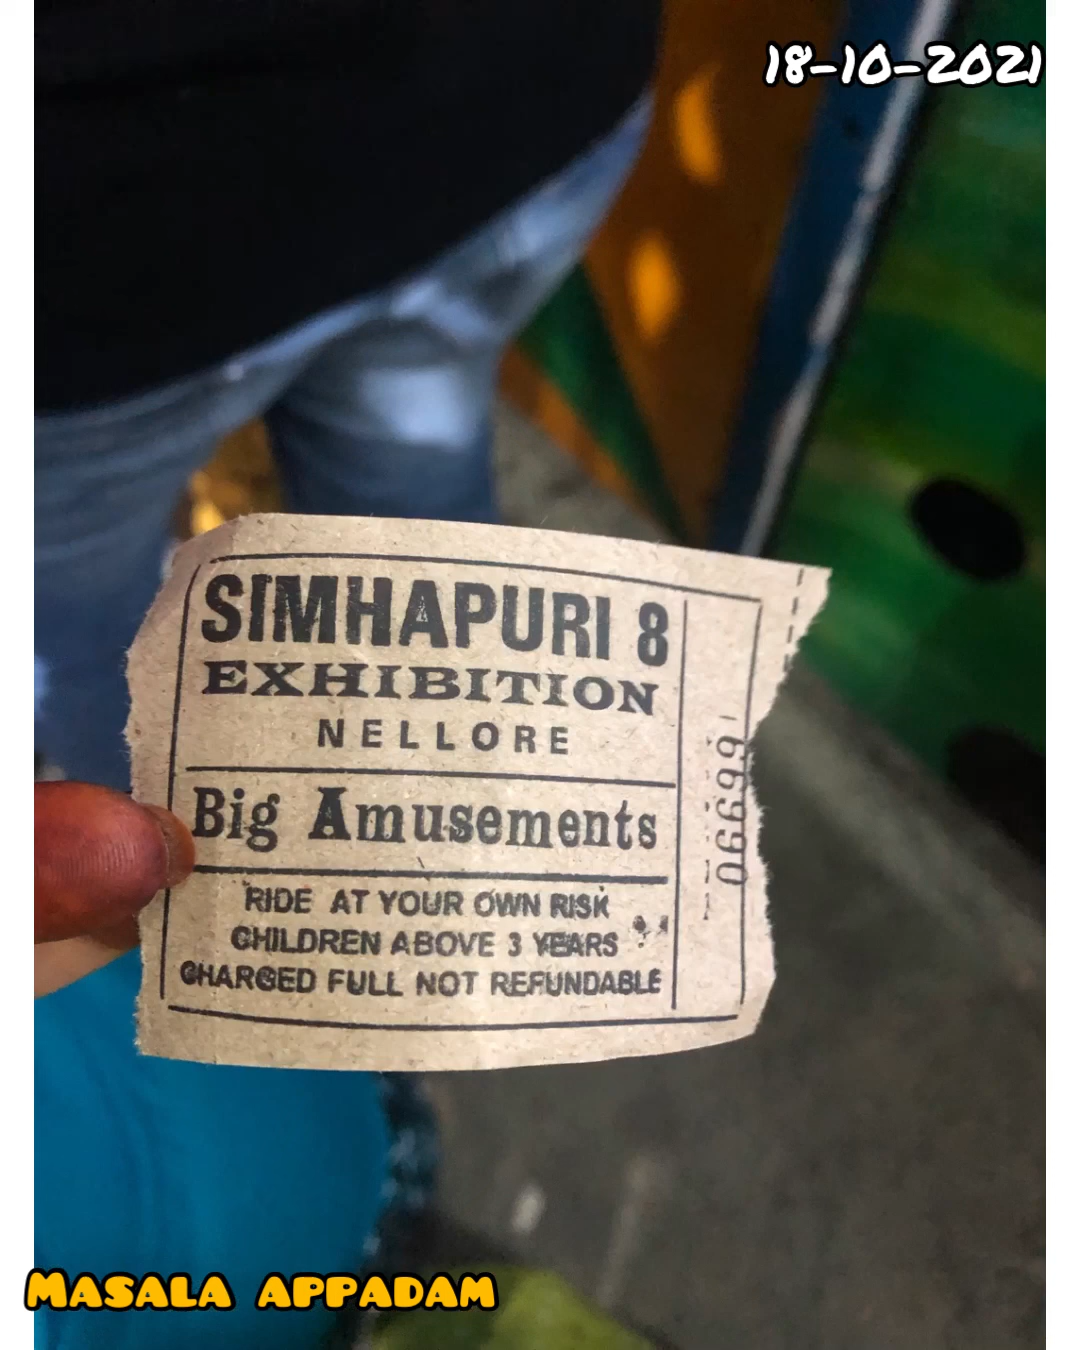 18-10-2021
SIMHAPURI 8
EXHIBITION
NELLORE
Big Amusements
RIDE AT YOUR OWN RISK
CHILDREN ABOVE 3 YEARS
CHARGED FULL NOT REFUNDABLE
MASALA APPADAM